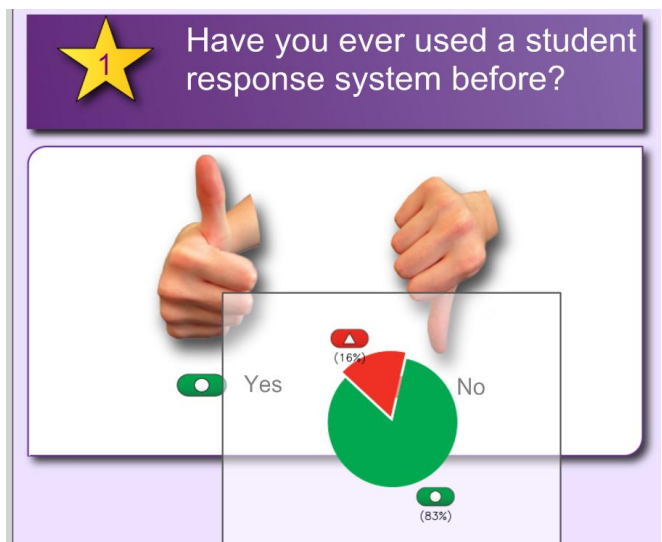 1
Have you ever used a student
response system before?
(16%)
Yes
No
(83%)